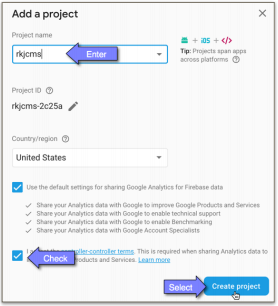 Add a project
Project name
rkjcms
Enter
+ iOS + </>
Tip: Projects span apps
across platforms
Project ID
rkjcms-2c25a
Country/region
United States
Use the default settings for sharing Google Analytics for Firebase data
Share your Analytics data with Google to improve Google Products and Services
Share your Analytics data with Google to enable technical support
Share your Analytics data with Google to enable Benchmarking
Share your Analytics data with Google Account Specialists
Check
controller-controller terms. This is required when sharing Analytics data to
Products and Services. Learn more
Select
Create project